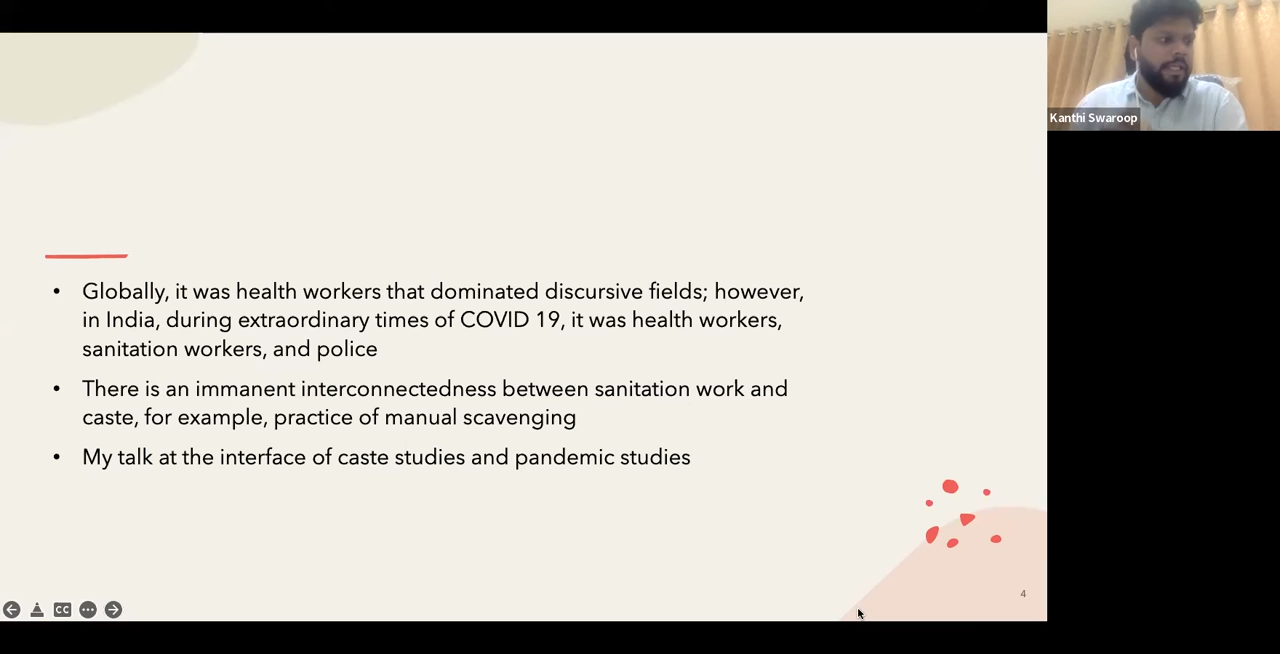 Kanthi Swaroop
• Globally, it was health workers that dominated discursive fields; however,
in India, during extraordinary times of COVID 19, it was health workers,
sanitation workers, and police
• There is an immanent interconnectedness between sanitation work and
caste, for example, practice of manual scavenging
• My talk at the interface of caste studies and pandemic studies
4
CC